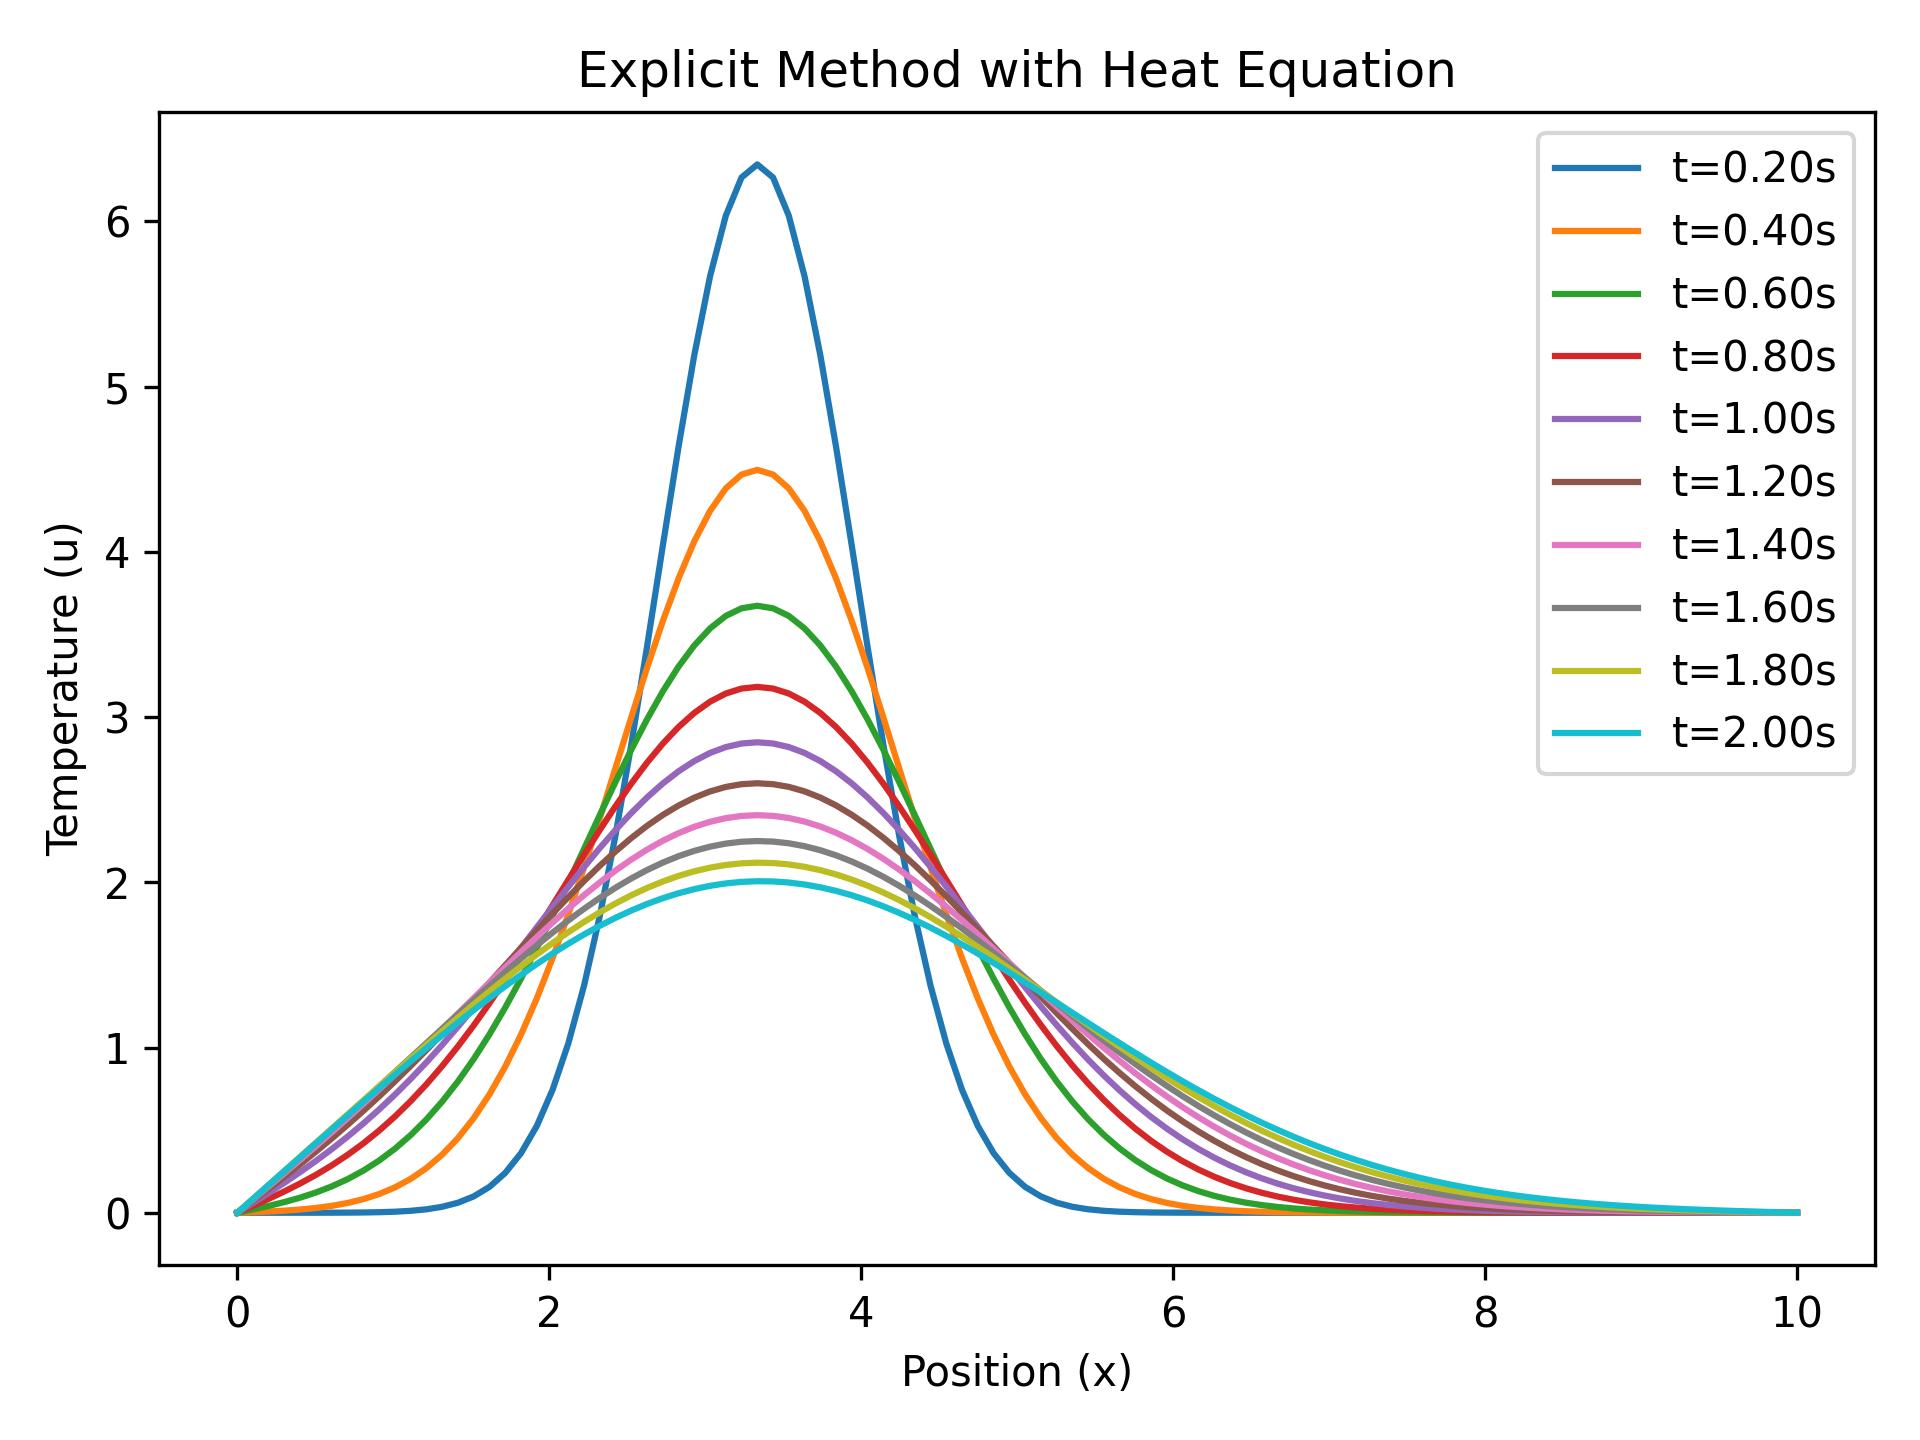 Explicit Method with Heat Equation
t=0.20s
t=0.40s
t=0.60s
t=0.80s
t=1.00s
t=1.20s
t=1.40s
t=1.60s
t=1.80s
t=2.00s
Temperature (u)
6
5
4
3
2
1
0
0 2 4 6 8 10
Position (x)